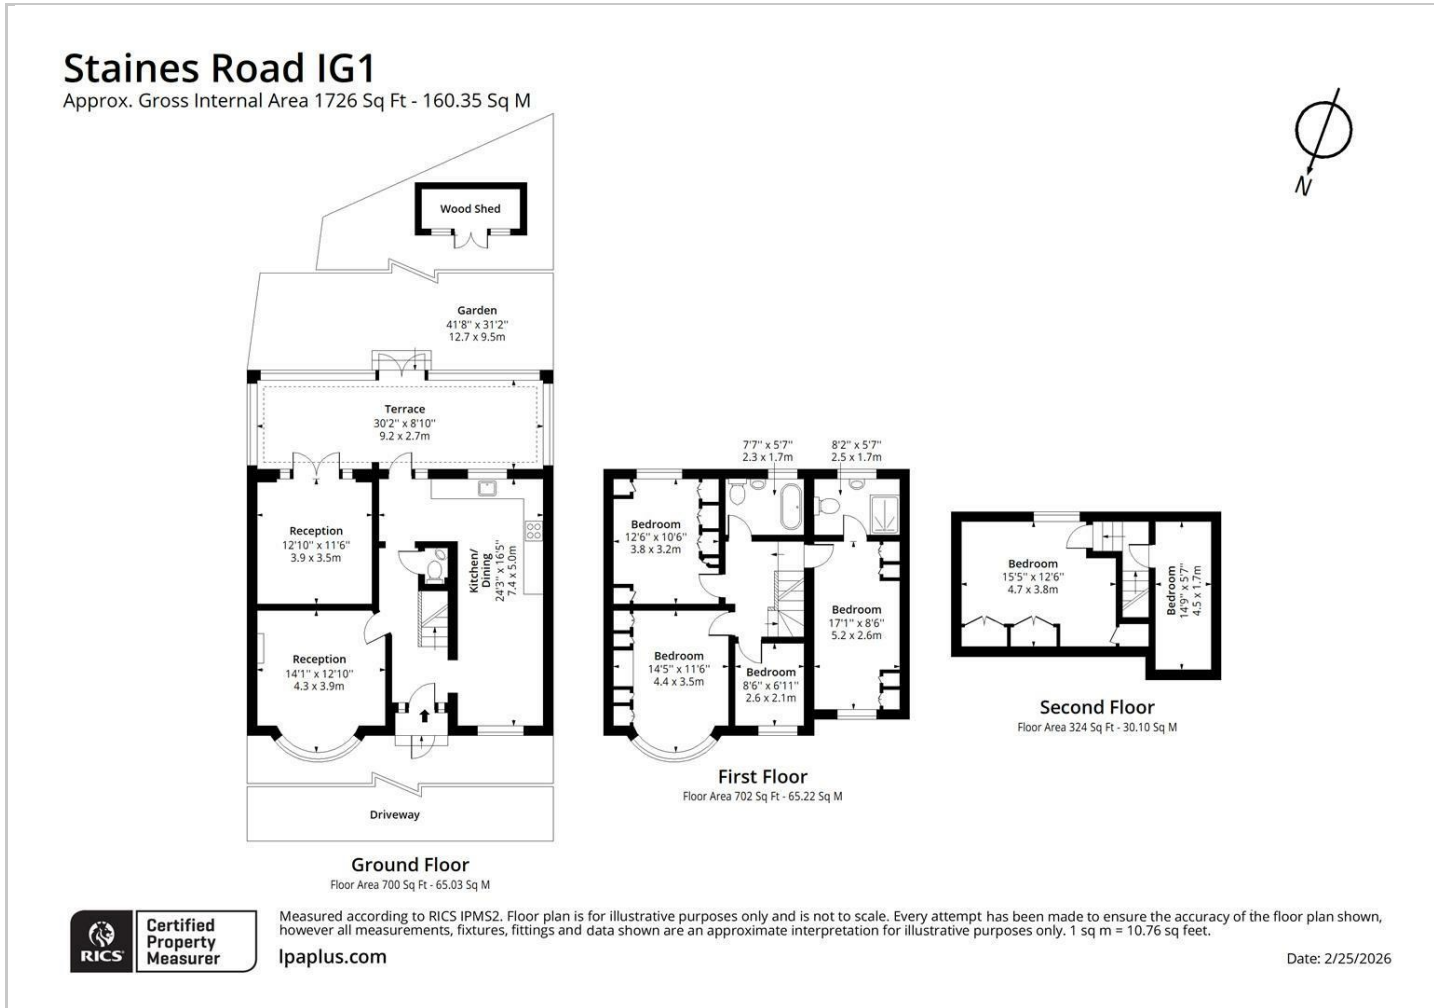 Staines Road IG1
Approx. Gross Internal Area 1726 Sq Ft - 160.35 Sq M
N
Wood Shed
Garden
41'8" x 31'2"
12.7 x 9.5m
Terrace
30'2" x 8'10"
9.2 x 2.7m
Reception
12'10" x 11'6"
3.9 x 3.5m
Kitchen/
Dining
24'3" x 16'5"
7.4 x 5.0m
Reception
14'1" x 12'10"
4.3 x 3.9m
Driveway
Ground Floor
Floor Area 700 Sq Ft - 65.03 Sq M
7'7" x 5'7"
2.3 x 1.7m
8'2" x 5'7"
2.5 x 1.7m
Bedroom
12'6" x 10'6"
3.8 x 3.2m
Bedroom
17'1" x 8'6"
5.2 x 2.6m
Bedroom
14'5" x 11'6"
4.4 x 3.5m
Bedroom
8'6" x 6'11"
2.6 x 2.1m
First Floor
Floor Area 702 Sq Ft - 65.22 Sq M
Bedroom
15'5" x 12'6"
4.7 x 3.8m
Bedroom
14'9" x 5'7"
4.5 x 1.7m
Second Floor
Floor Area 324 Sq Ft - 30.10 Sq M
RICS
Certified
Property
Measurer
Measured according to RICS IPMS2. Floor plan is for illustrative purposes only and is not to scale. Every attempt has been made to ensure the accuracy of the floor plan shown,
however all measurements, fixtures, fittings and data shown are an approximate interpretation for illustrative purposes only. 1 sq m = 10.76 sq feet.
lpaplus.com
Date: 2/25/2026